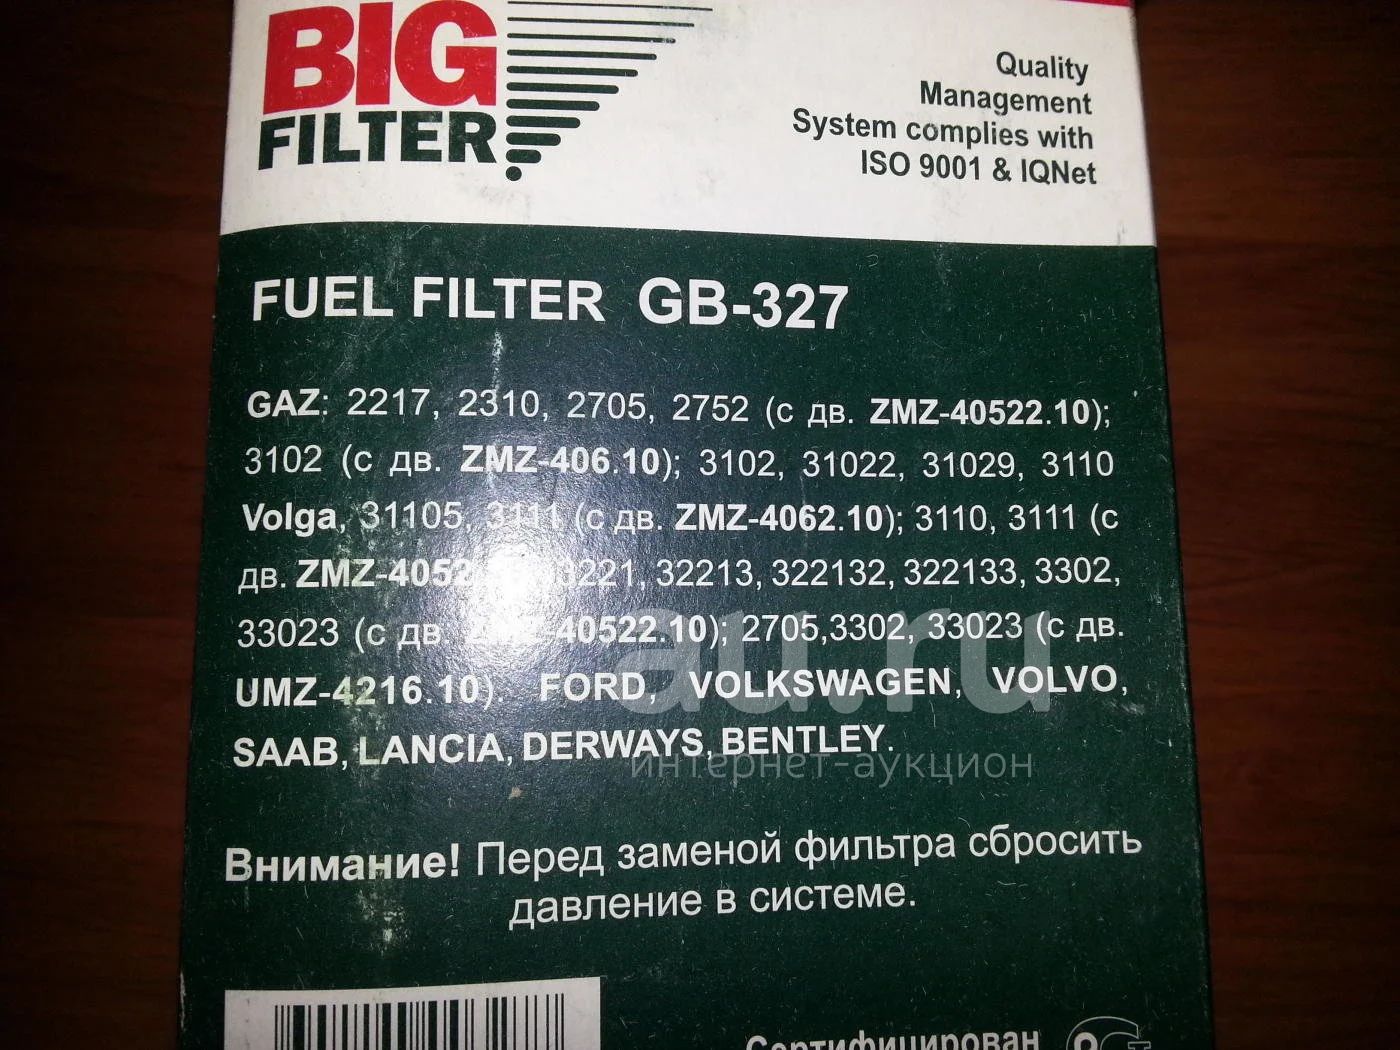 BIG
FILTER
Quality
Management
System complies with
ISO 9001 & IQNet
FUEL FILTER GB-327
GAZ: 2217, 2310, 2705, 2752 (с дв. ZMZ-40522.10);
3102 (с дв. ZMZ-406.10); 3102, 31022, 31029, 3110
Volga, 31105, 3111 (с дв. ZMZ-4062.10); 3110, 3111 (с
дв. 3221, 32213, 322132, 322133, 3302,
33023 (с дв. ZMZ-40522.10); 2705,3302, 33023 (с дв.
UMZ-4216.10). FORD, VOLKSWAGEN, VOLVO,
SAAB, LANCIA, DERWAYS, BENTLEY.
au.ru
интернет-аукцион
Внимание! Перед заменой фильтра сбросить
давление в системе.
Сертифицирован